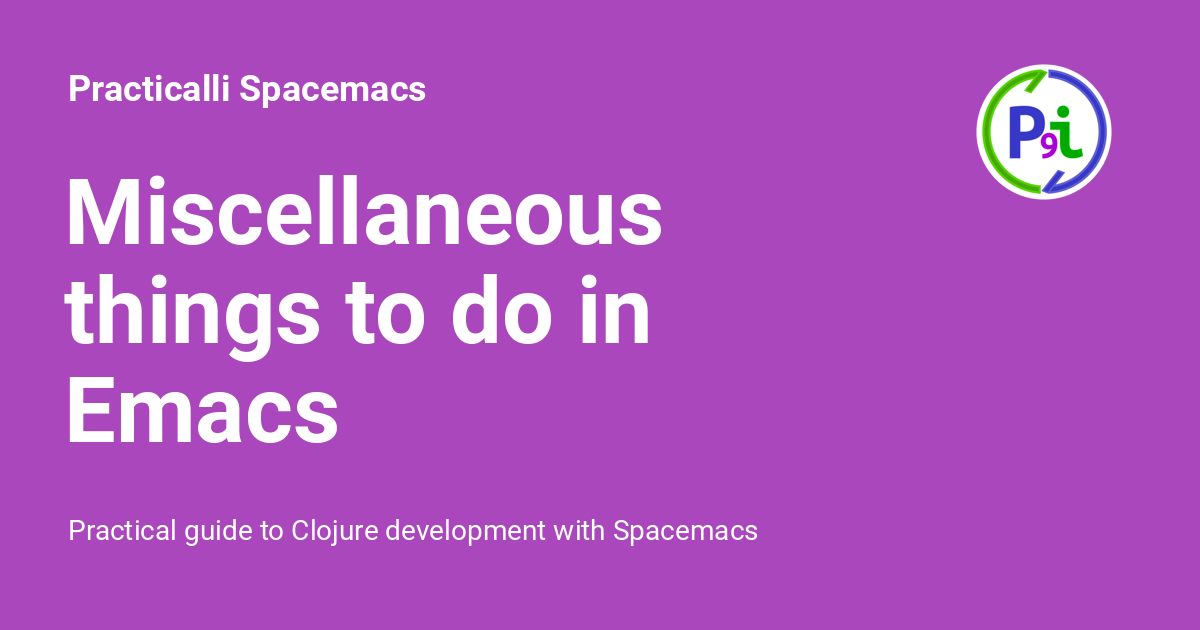 Practicalli Spacemacs
P9i
Miscellaneous
things to do in
Emacs
Practical guide to Clojure development with Spacemacs